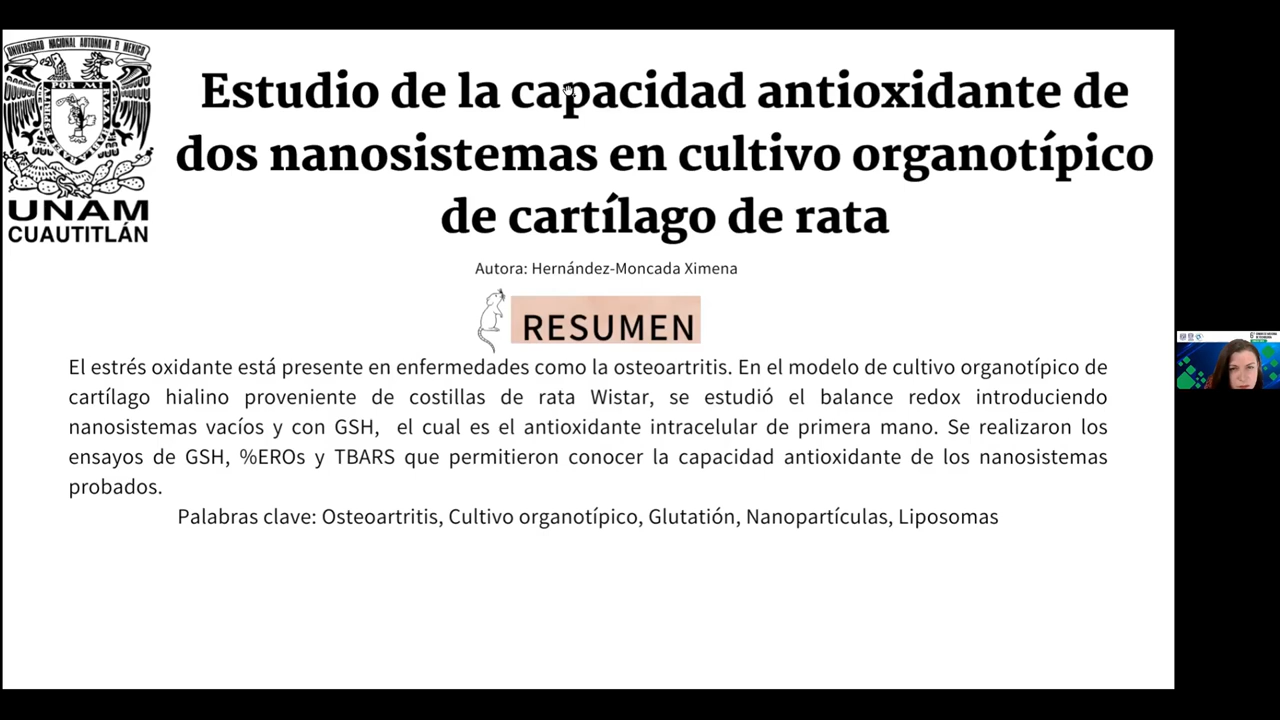 UNIVERSIDAD NACIONAL AUTONOMA DE MEXICO
POR MI RAZA
UNAM
CUAUTITLÁN
Estudio de la capacidad antioxidante de
dos nanosistemas en cultivo organotípico
de cartílago de rata
Autora: Hernández-Moncada Ximena
RESUMEN
El estrés oxidante está presente en enfermedades como la osteoartritis. En el modelo de cultivo organotípico de
cartílago hialino proveniente de costillas de rata Wistar, se estudió el balance redox introduciendo
nanosistemas vacíos y con GSH, el cual es el antioxidante intracelular de primera mano. Se realizaron los
ensayos de GSH, %EROs y TBARS que permitieron conocer la capacidad antioxidante de los nanosistemas
probados.
Palabras clave: Osteoartritis, Cultivo organotípico, Glutatión, Nanopartículas, Liposomas